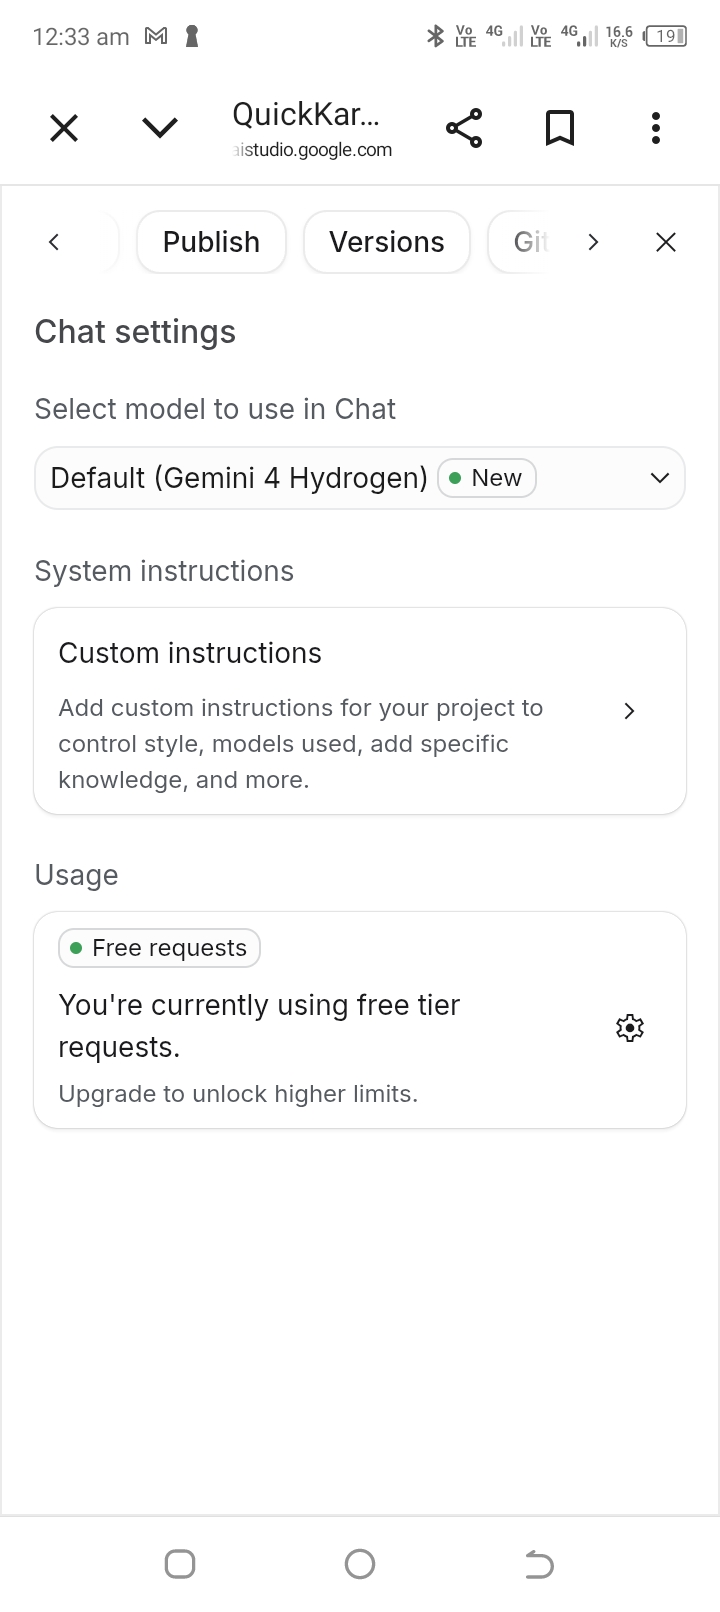 12:33 am
Vo LTE 4G Vo LTE 4G 16.6 K/S 19
QuickKar...
aistudio.google.com
Publish Versions Git
Chat settings
Select model to use in Chat
Default (Gemini 4 Hydrogen) New
System instructions
Custom instructions
Add custom instructions for your project to
control style, models used, add specific
knowledge, and more.
Usage
Free requests
You're currently using free tier
requests.
Upgrade to unlock higher limits.